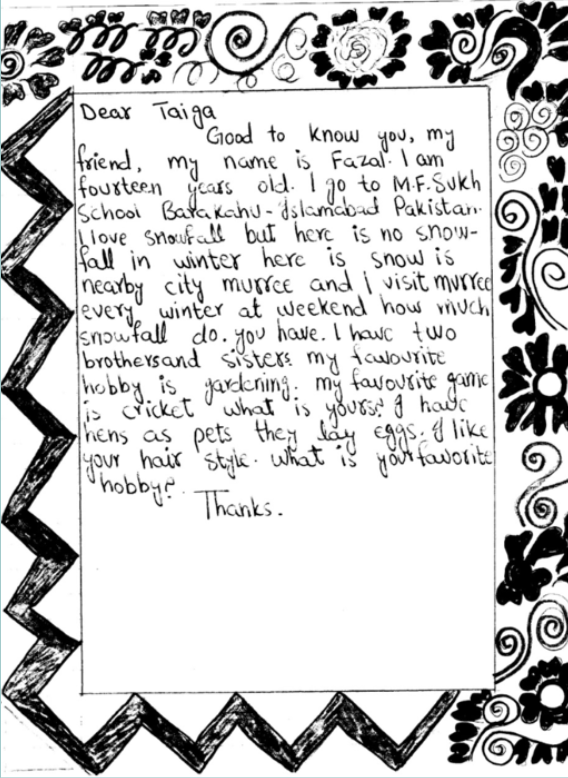 Dear Taiga
Good to know you, my
friend, my name is Fazal. I am
fourteen years old. I go to M.F.Sukh
School Barakahu-Islamabad Pakistan.
I love snowfall but here is no snow-
fall in winter here is snow is
nearby city murree and i visit murree
every winter at weekend how much
snowfall do. you have. I have two
brothersand sisters my favourite
hobby is gardening. my favourite game
is cricket what is yours? I have
hens as pets they lay eggs. I like
your hair style. what is your favorite
hobby?.
Thanks.